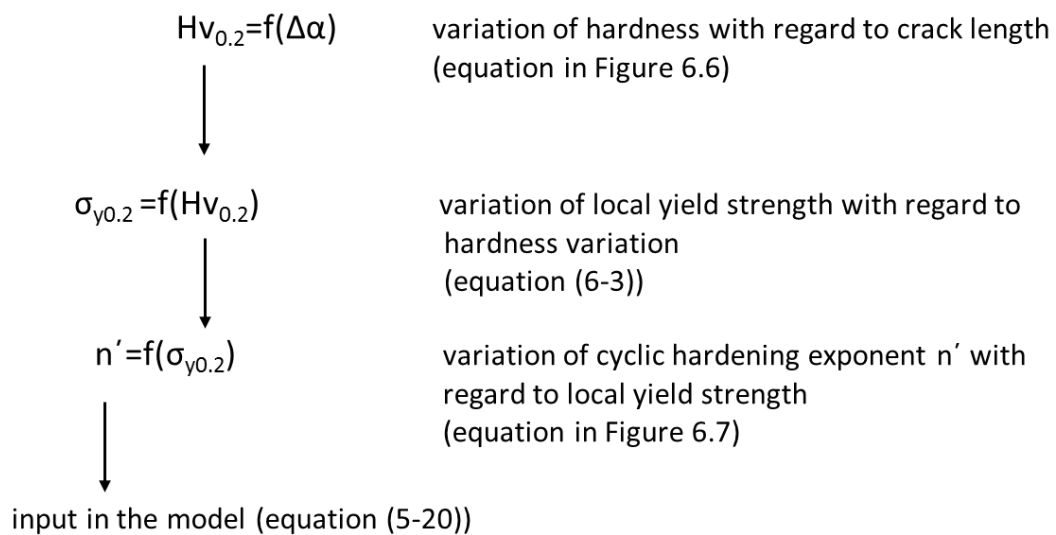 Hv0.2=f(Δα)
variation of hardness with regard to crack length
(equation in Figure 6.6)
σy0.2 =f(Hv0.2)
variation of local yield strength with regard to
hardness variation
(equation (6-3))
n´=f(σy0.2)
variation of cyclic hardening exponent n´ with
regard to local yield strength
(equation in Figure 6.7)
input in the model (equation (5-20))